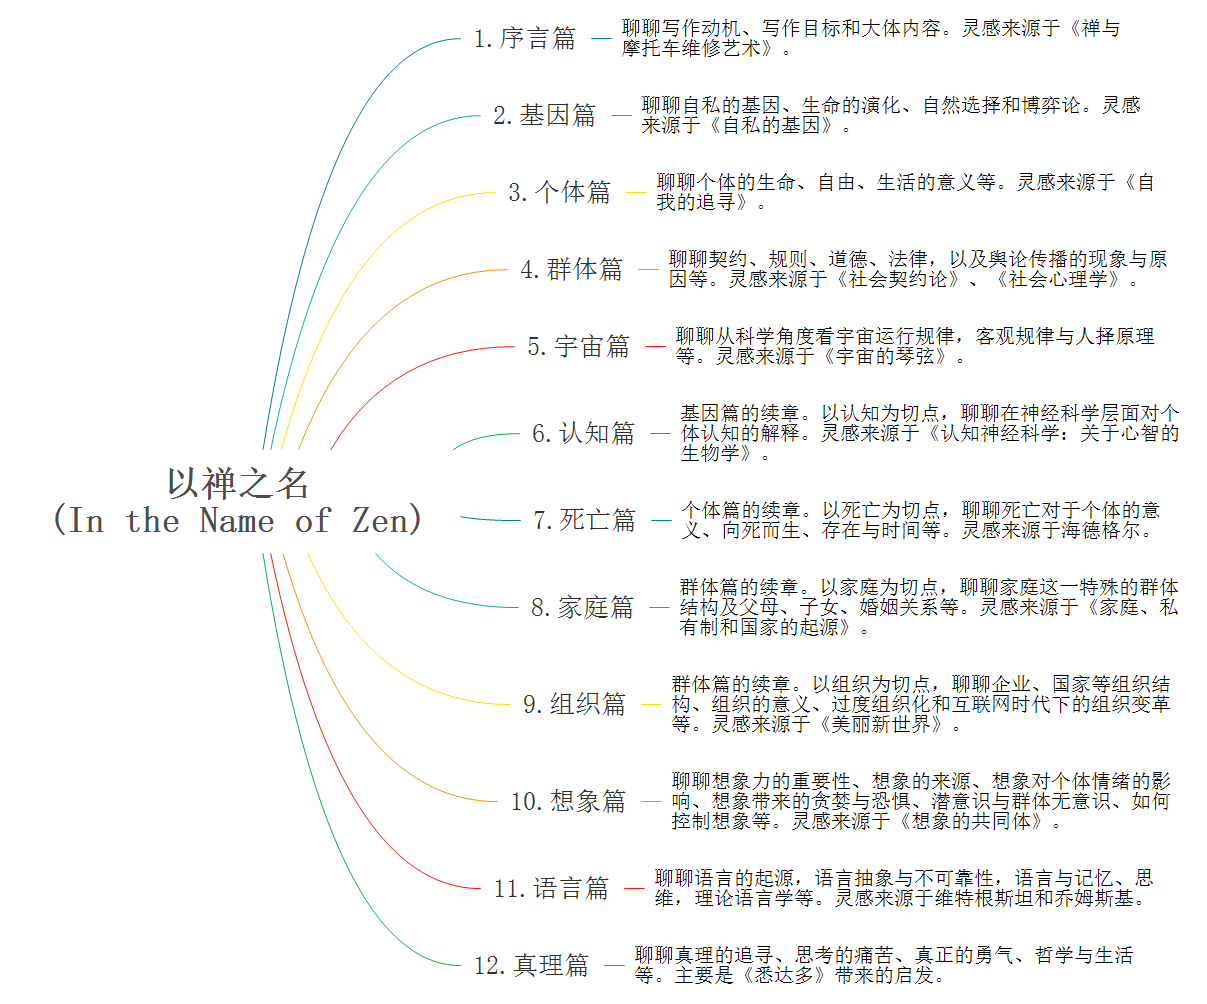 1.序言篇
聊聊写作动机、写作目标和大体内容。灵感来源于《禅与
摩托车维修艺术》。
2.基因篇
聊聊自私的基因、生命的演化、自然选择和博弈论。灵感
来源于《自私的基因》。
3.个体篇
聊聊个体的生命、自由、生活的意义等。灵感来源于《自
我的追寻》。
4.群体篇
聊聊契约、规则、道德、法律，以及舆论传播的现象与原
因等。灵感来源于《社会契约论》、《社会心理学》。
5.宇宙篇
聊聊从科学角度看宇宙运行规律，客观规律与人择原理
等。灵感来源于《宇宙的琴弦》。
6.认知篇
基因篇的续章。以认知为切点，聊聊在神经科学层面对个
体认知的解释。灵感来源于《认知神经科学：关于心智的
生物学》。
以禅之名
(In the Name of Zen)
7.死亡篇
个体篇的续章。以死亡为切点，聊聊死亡对于个体的意
义、向死而生、存在与时间等。灵感来源于海德格尔。
8.家庭篇
群体篇的续章。以家庭为切点，聊聊家庭这一特殊的群体
结构及父母、子女、婚姻关系等。灵感来源于《家庭、私
有制和国家的起源》。
9.组织篇
群体篇的续章。以组织为切点，聊聊企业、国家等组织结
构、组织的意义、过度组织化和互联网时代下的组织变革
等。灵感来源于《美丽新世界》。
10.想象篇
聊聊想象力的重要性、想象的来源、想象对个体情绪的影
响、想象带来的贪婪与恐惧、潜意识与群体无意识、如何
控制想象等。灵感来源于《想象的共同体》。
11.语言篇
聊聊语言的起源，语言抽象与不可靠性，语言与记忆、思
维，理论语言学等。灵感来源于维特根斯坦和乔姆斯基。
12.真理篇
聊聊真理的追寻、思考的痛苦、真正的勇气、哲学与生活
等。主要是《悉达多》带来的启发。